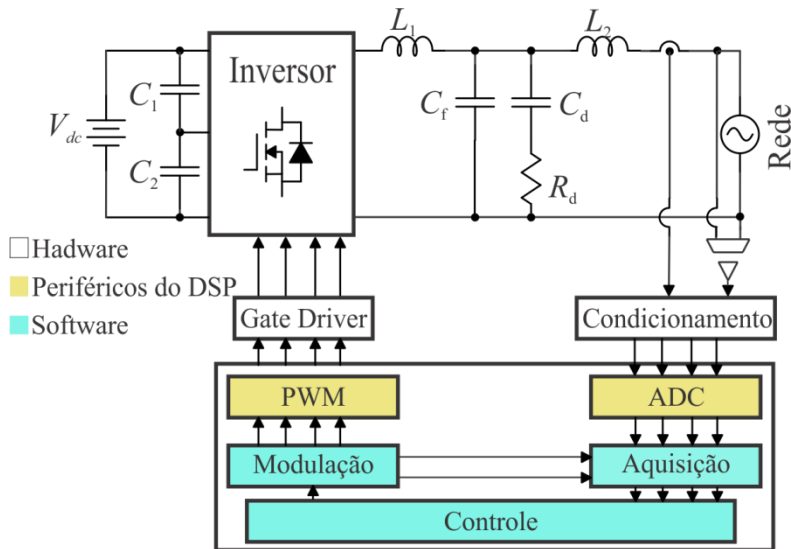 L1
L2
Inversor
C1
Vdc
C2
Cf
Cd
Rd
Rede
Hadware
Periféricos do DSP
Software
Gate Driver
Condicionamento
PWM
ADC
Modulação
Aquisição
Controle